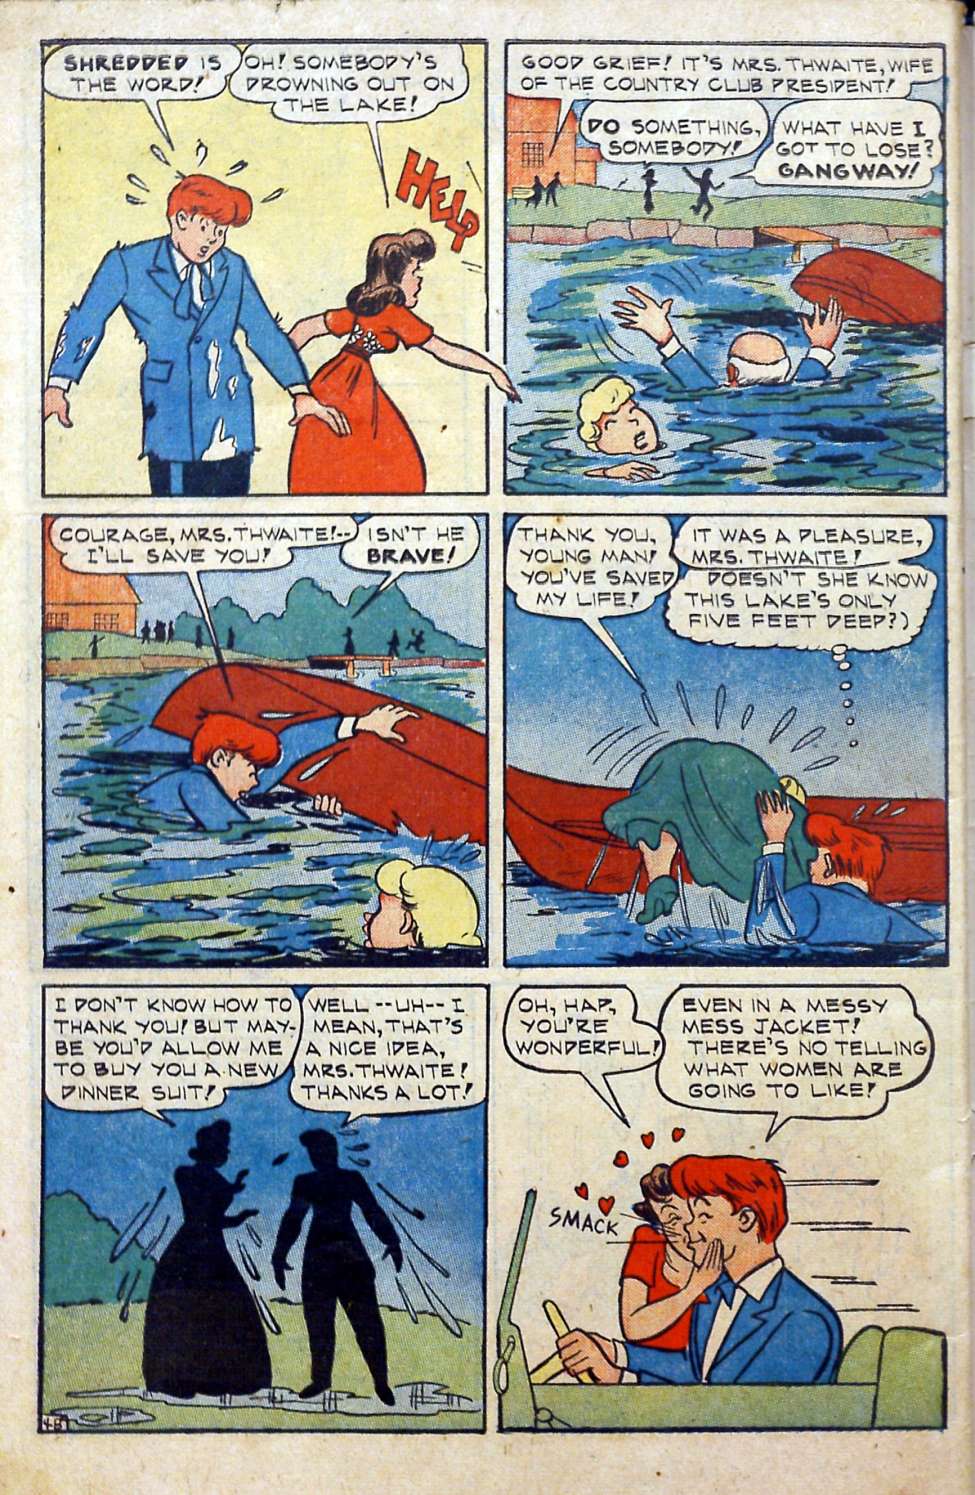 SHREDDED IS
THE WORD!
OH! SOMEBODY'S
DROWNING OUT ON
THE LAKE!
HELP
GOOD GRIEF! IT'S MRS. THWAITE, WIFE
OF THE COUNTRY CLUB PRESIDENT!
DO SOMETHING,
SOMEBODY!
WHAT HAVE I
GOT TO LOSE?
GANGWAY!
COURAGE, MRS. THWAITE!--
I'LL SAVE YOU!
ISN'T HE
BRAVE!
THANK YOU,
YOUNG MAN!
YOU'VE SAVED
MY LIFE!
IT WAS A PLEASURE,
MRS. THWAITE!
DOESN'T SHE KNOW
THIS LAKE'S ONLY
FIVE FEET DEEP?)
I DON'T KNOW HOW TO
THANK YOU! BUT MAY-
BE YOU'D ALLOW ME
TO BUY YOU A NEW
DINNER SUIT!
WELL --UH-- I
MEAN, THAT'S
A NICE IDEA,
MRS. THWAITE!
THANKS A LOT!
OH, HAP,
YOU'RE
WONDERFUL!
EVEN IN A MESSY
MESS JACKET!
THERE'S NO TELLING
WHAT WOMEN ARE
GOING TO LIKE!
SMACK